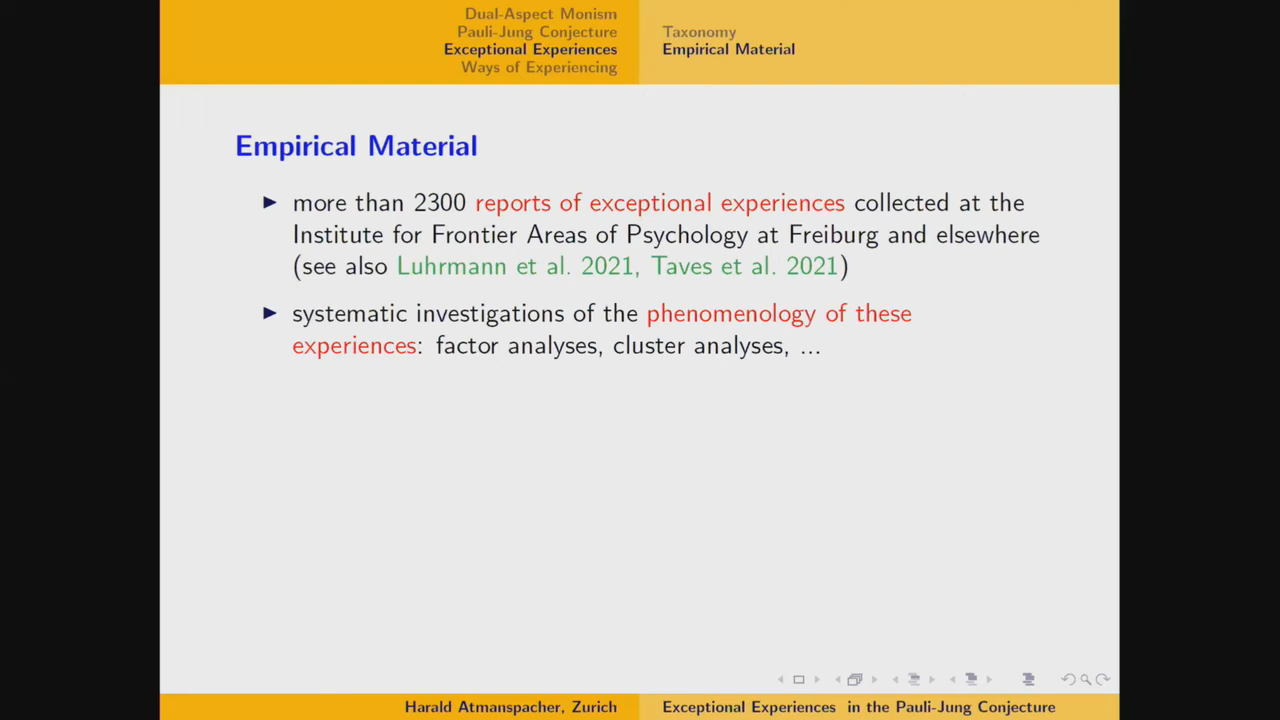 Dual-Aspect Monism
Pauli-Jung Conjecture
Exceptional Experiences
Ways of Experiencing
Taxonomy
Empirical Material
Empirical Material
more than 2300 reports of exceptional experiences collected at the
Institute for Frontier Areas of Psychology at Freiburg and elsewhere
(see also Luhrmann et al. 2021, Taves et al. 2021)
systematic investigations of the phenomenology of these
experiences: factor analyses, cluster analyses, ...
Harald Atmanspacher, Zurich
Exceptional Experiences in the Pauli-Jung Conjecture